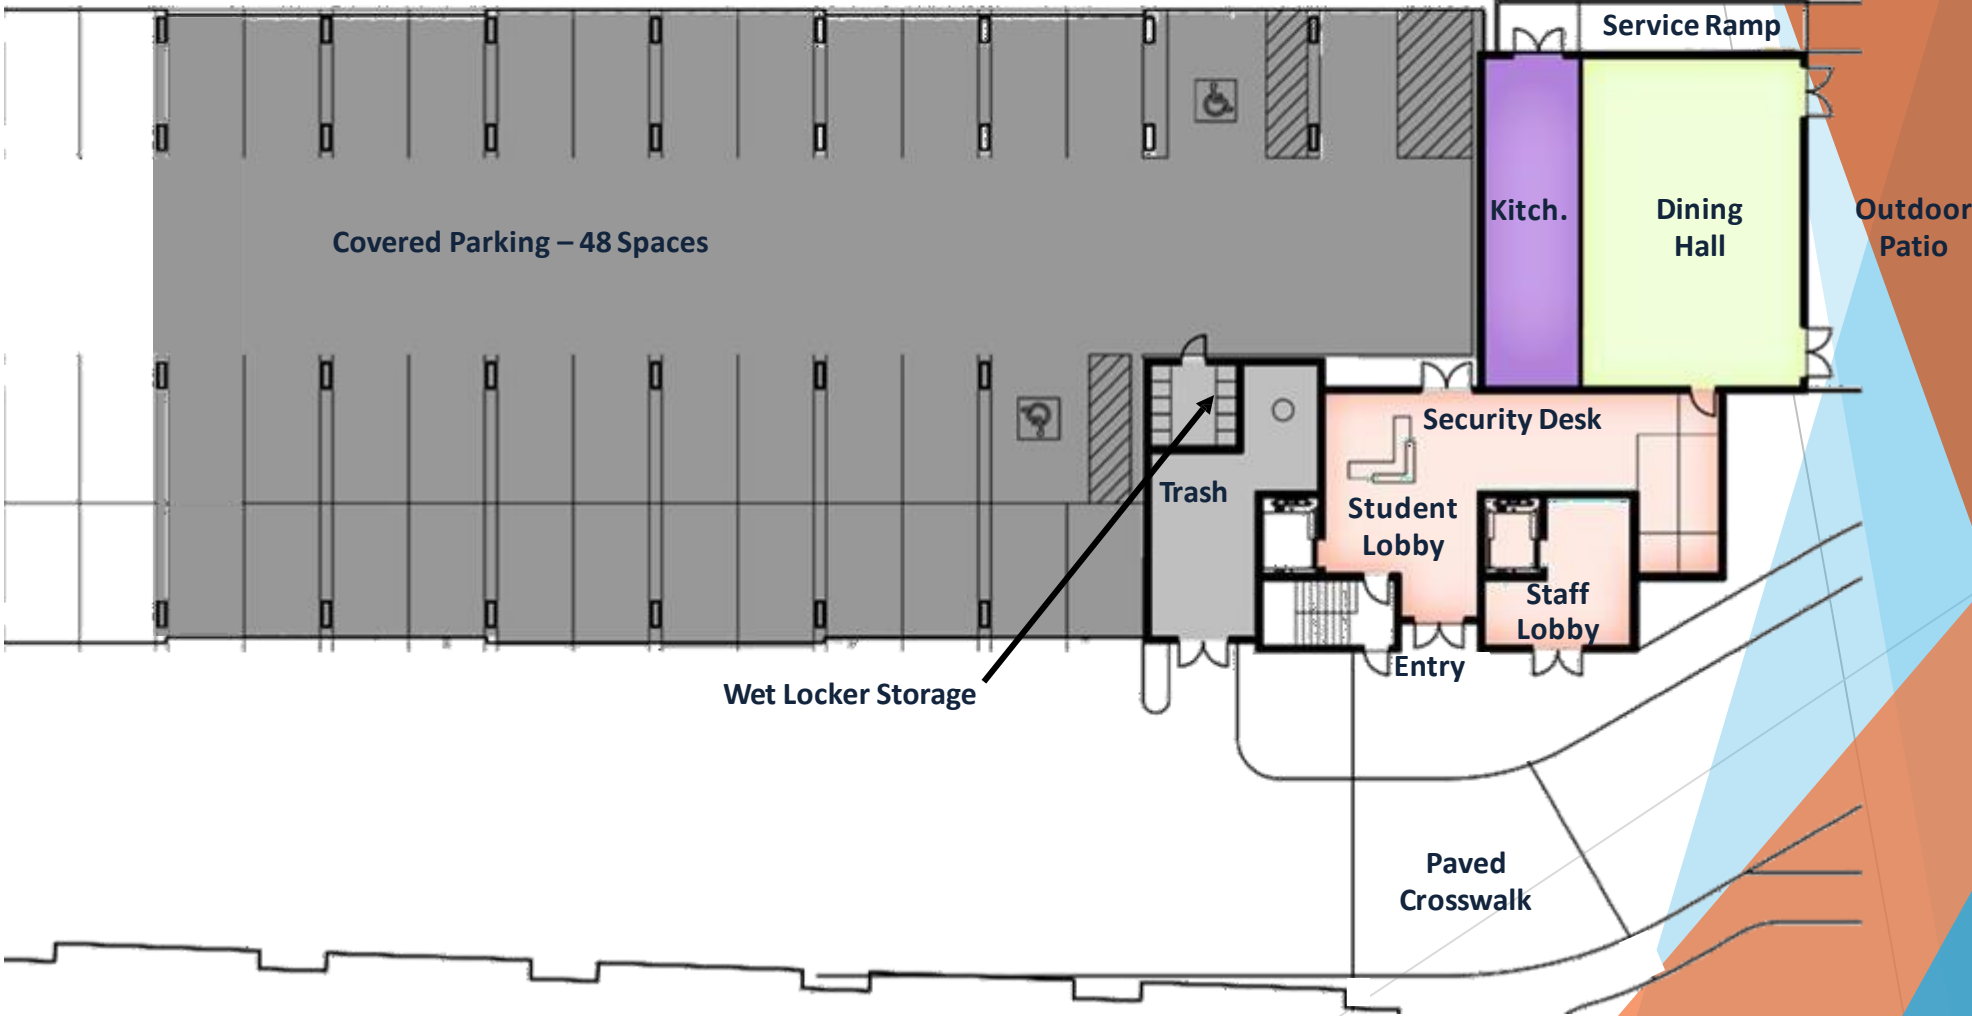 Service Ramp
Kitch.
Dining
Hall
Outdoor
Patio
Covered Parking – 48 Spaces
Security Desk
Trash
Student
Lobby
Staff
Lobby
Entry
Wet Locker Storage
Paved
Crosswalk